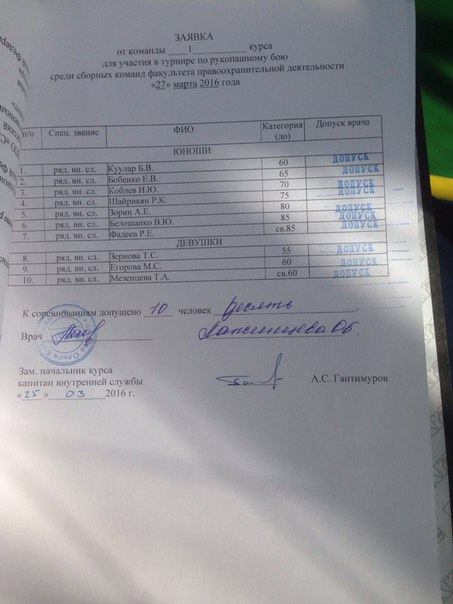 ЗАЯВКА
от команды 1 курса
для участия в турнире по рукопашному бою
среди сборных команд факультета правоохранительной деятельности
«27» марта 2016 года
п/п Спец. звание ФИО Категория (до) Допуск врача
ЮНОШИ
1. ряд. вн. сл. Куулар Б.В. 60 ДОПУСК
2. ряд. вн. сл. Бобенко Е.В. 65 ДОПУСК
3. ряд. вн. сл. Коблев И.Ю. 70 ДОПУСК
4. ряд. вн. сл. Шайрикян Р.К. 75 ДОПУСК
5. ряд. вн. сл. Зорин А.Е. 80 ДОПУСК
6. ряд. вн. сл. Белошапко В.Ю. 85 ДОПУСК
7. ряд. вн. сл. Фадеев Р.Е. св.85 ДОПУСК
ДЕВУШКИ
8. ряд. вн. сл. Зернова Т.С. 55 ДОПУСК
9. ряд. вн. сл. Егорова М.С. 60 ДОПУСК
10. ряд. вн. сл. Мезенцева Т.А. св.60 ДОПУСК
К соревнованиям допущено 10 человек десять
Врач
Зам. начальник курса
капитан внутренней службы А.С. Гантимуров
«25» 03 2016 г.